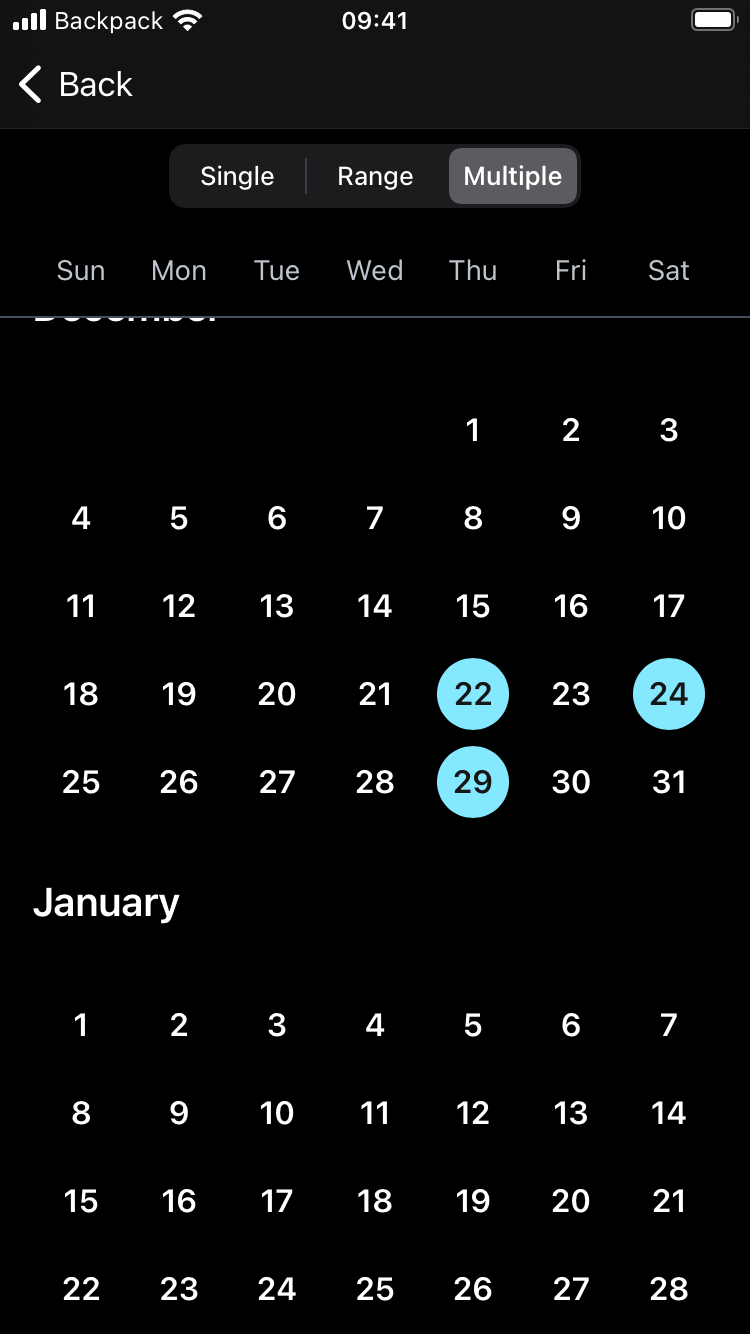 Backpack 09:41
Back
Single Range Multiple
Sun Mon Tue Wed Thu Fri Sat
December
1 2 3
4 5 6 7 8 9 10
11 12 13 14 15 16 17
18 19 20 21 22 23 24
25 26 27 28 29 30 31
January
1 2 3 4 5 6 7
8 9 10 11 12 13 14
15 16 17 18 19 20 21
22 23 24 25 26 27 28